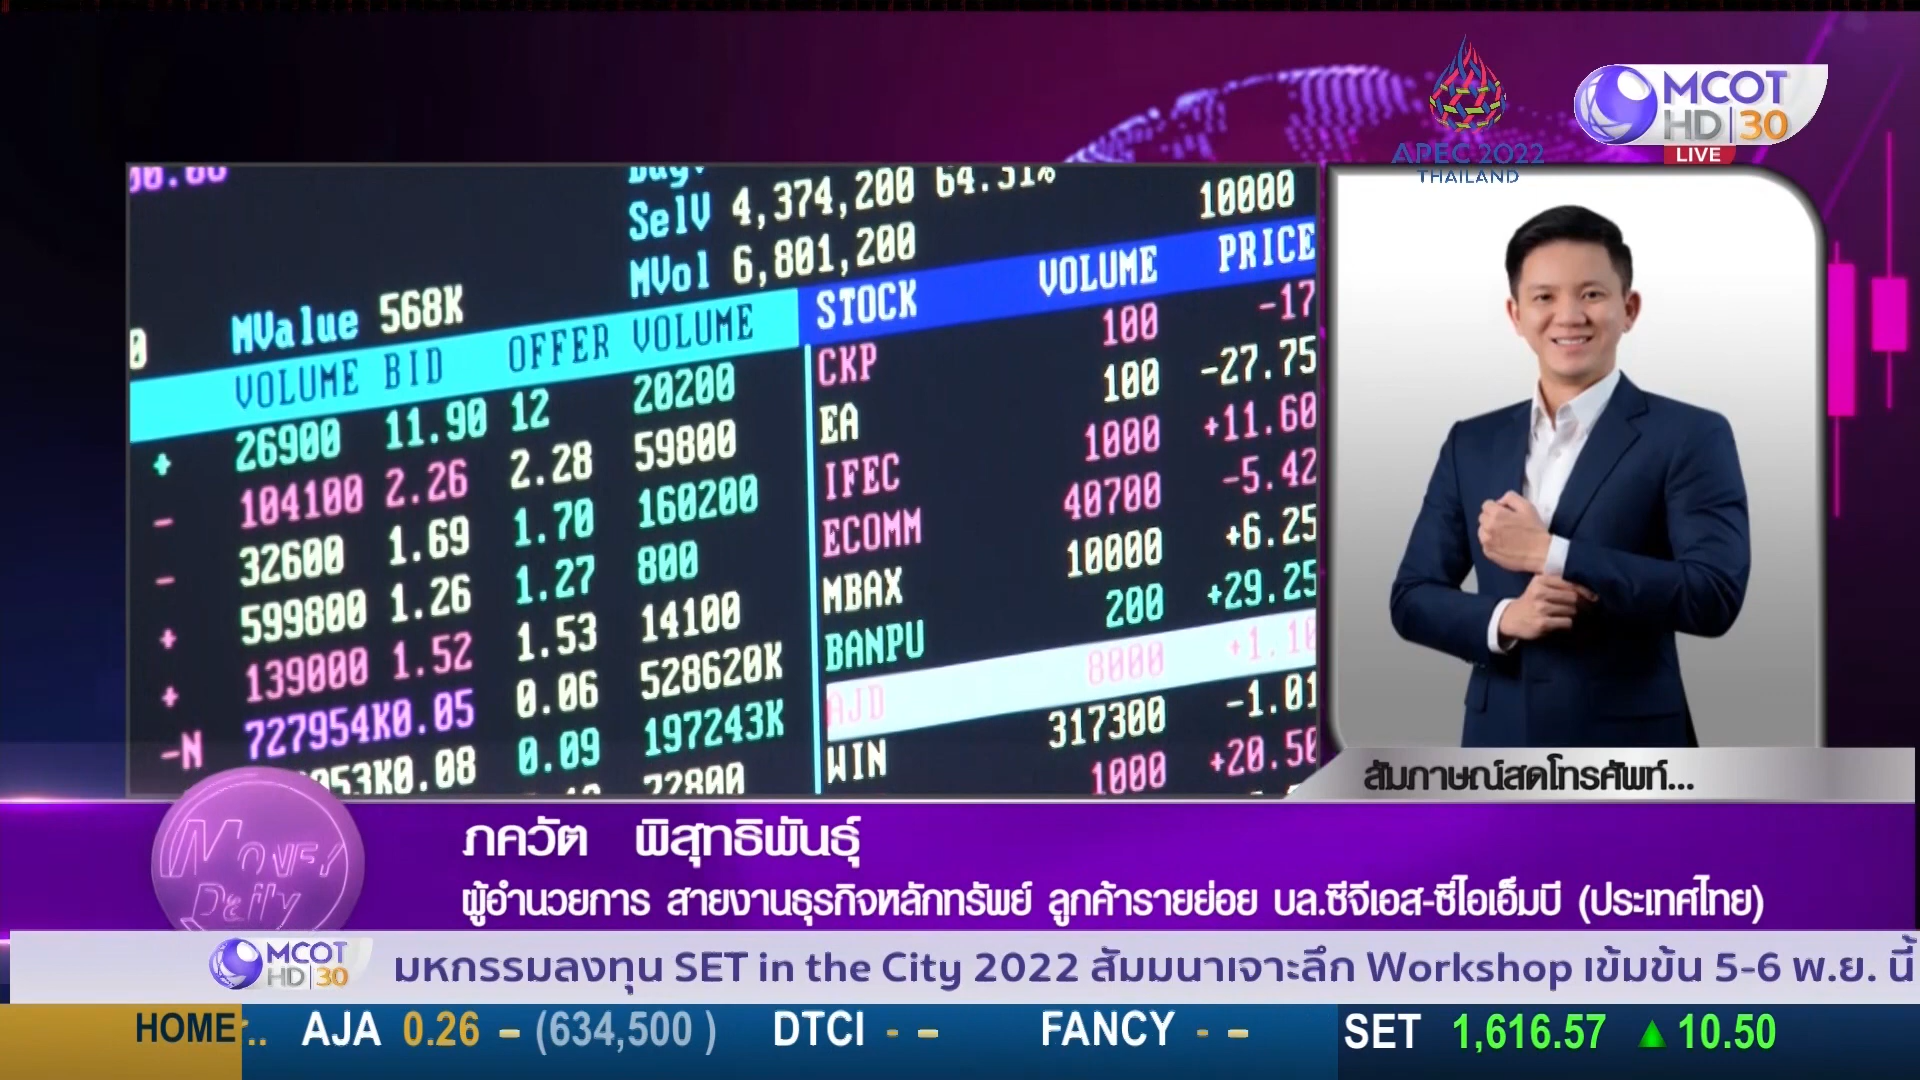 APEC 2022
THAILAND
MCOT
HD 30
LIVE
SelV 4,374,200 64.31%
MVol 6,801,200
10000
MValue 568K
VOLUME BID OFFER VOLUME
+ 26900 11.90 12 20200
- 104100 2.26 2.28 59800
- 32600 1.69 1.70 160200
+ 599800 1.26 1.27 800
+ 139000 1.52 1.53 14100
-N 727954K0.05 0.06 528620K
053K0.08 0.09 197243K
72800
STOCK VOLUME PRICE
CKP 100 -17
EA 100 -27.75
IFEC 1000 +11.60
ECOMM 40700 -5.42
MBAX 10000 +6.25
BANPU 200 +29.25
AJD 8000 +1.10
WIN 317300 -1.01
1000 +20.50
สัมภาษณ์สดโทรศัพท์...
Money
Daily
ภควัต พิสุทธิพันธุ์
ผู้อำนวยการ สายงานธุรกิจหลักทรัพย์ ลูกค้ารายย่อย บล.ซีจีเอส-ซีไอเอ็มบี (ประเทศไทย)
MCOT
HD 30
มหกรรมลงทุน SET in the City 2022 สัมมนาเจาะลึก Workshop เข้มข้น 5-6 พ.ย. นี้
HOME.. AJA 0.26 – (634,500 ) DTCI - – FANCY - – SET 1,616.57 ▲ 10.50